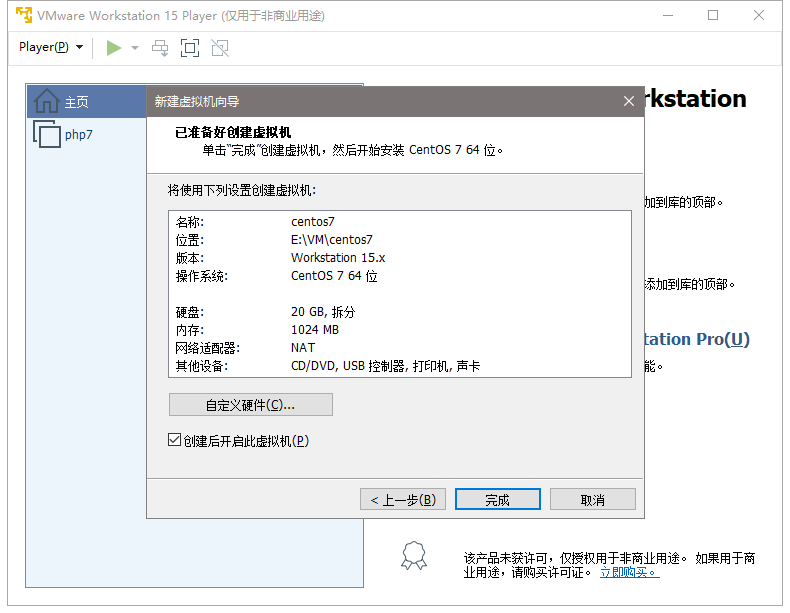 VMware Workstation 15 Player (仅用于非商业用途)
Player(P)
主页
php7
rkstation
新建虚拟机向导
已准备好创建虚拟机
单击“完成”创建虚拟机，然后开始安装 CentOS 7 64 位。
将使用下列设置创建虚拟机:
名称: centos7
位置: E:\VM\centos7
版本: Workstation 15.x
操作系统: CentOS 7 64 位
硬盘: 20 GB, 拆分
内存: 1024 MB
网络适配器: NAT
其他设备: CD/DVD, USB 控制器, 打印机, 声卡
自定义硬件(C)...
创建后开启此虚拟机(P)
< 上一步(B) 完成 取消
加到库的顶部。
添加到库的顶部。
tation Pro(U)
能。
该产品未获许可，仅授权用于非商业用途。 如果用于商
业用途，请购买许可证。 立即购买。